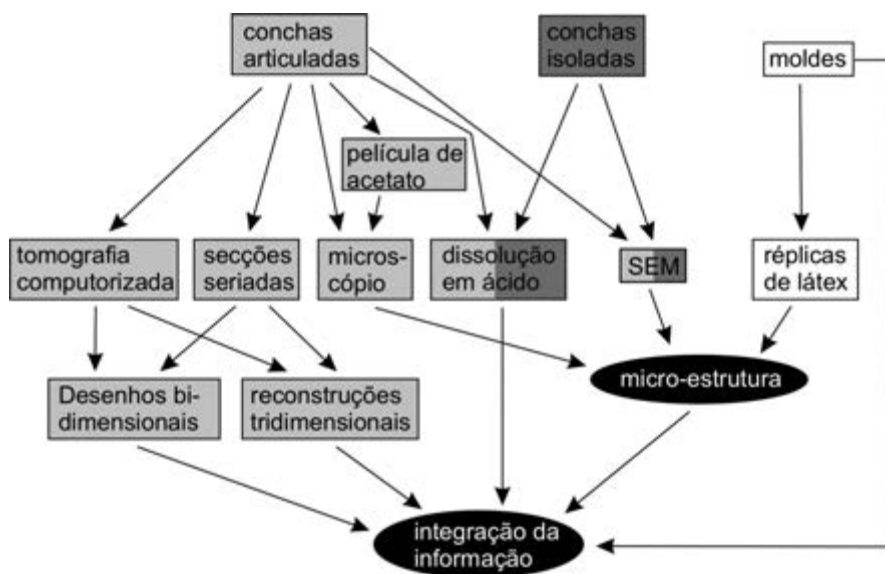 conchas
articuladas
conchas
isoladas
moldes
película de
acetato
tomografia
computorizada
secções
seriadas
micros-
cópio
dissolução
em ácido
SEM
réplicas
de látex
Desenhos bi-
dimensionais
reconstruções
tridimensionais
micro-estrutura
integração da
informação